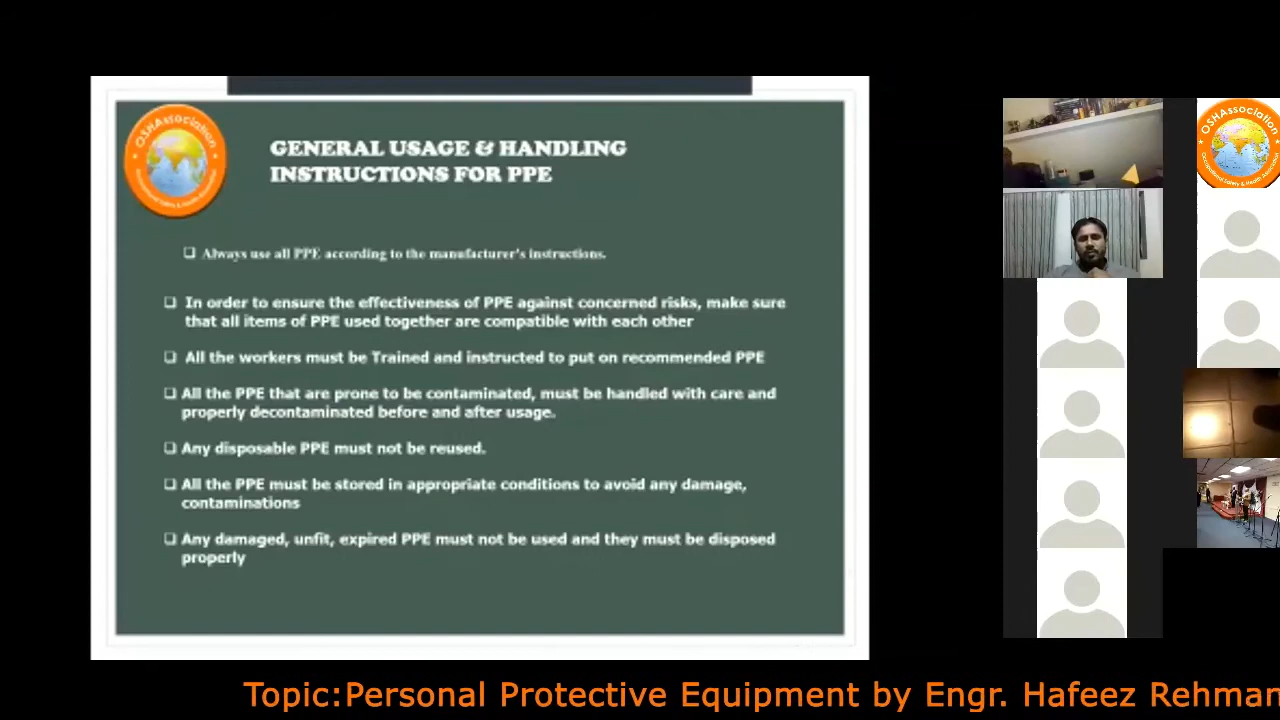 OSHAssociation
GENERAL USAGE & HANDLING
INSTRUCTIONS FOR PPE
❑ Always use all PPE according to the manufacturer's instructions.
❑ In order to ensure the effectiveness of PPE against concerned risks, make sure
that all items of PPE used together are compatible with each other
❑ All the workers must be Trained and instructed to put on recommended PPE
❑ All the PPE that are prone to be contaminated, must be handled with care and
properly decontaminated before and after usage.
❑ Any disposable PPE must not be reused.
❑ All the PPE must be stored in appropriate conditions to avoid any damage,
contaminations
❑ Any damaged, unfit, expired PPE must not be used and they must be disposed
properly
OSHAssociation
Occupational Safety & Health Association
Topic:Personal Protective Equipment by Engr. Hafeez Rehman